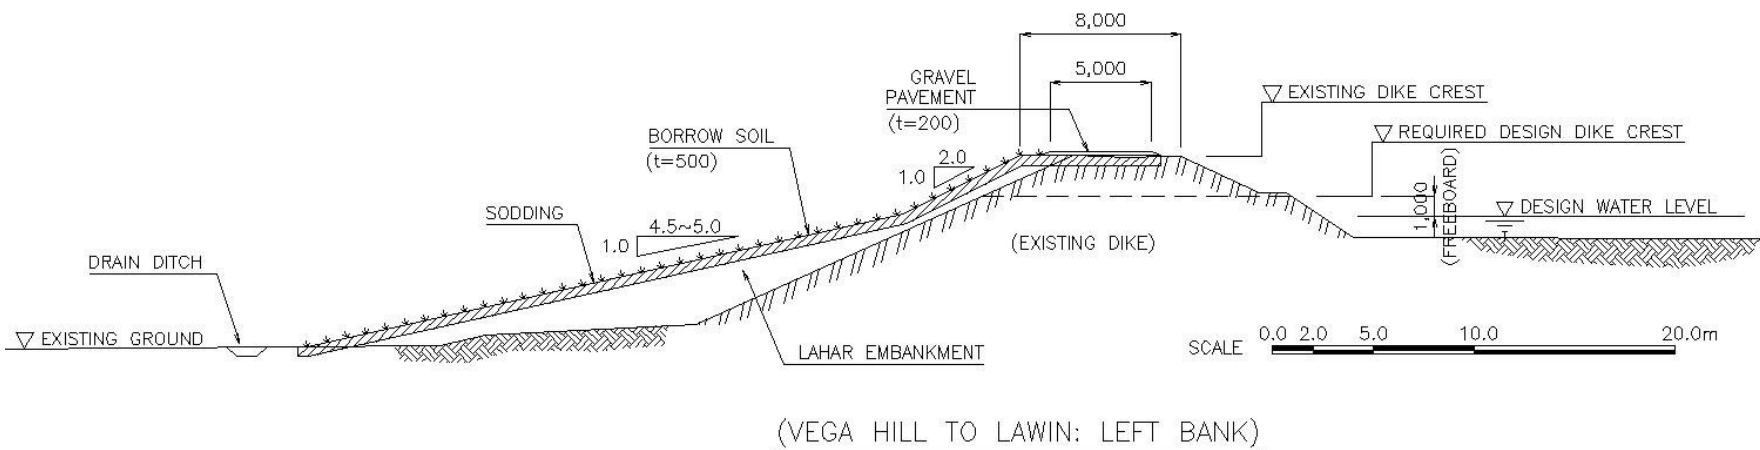 8,000
5,000
GRAVEL
PAVEMENT
(t=200)
EXISTING DIKE CREST
REQUIRED DESIGN DIKE CREST
BORROW SOIL
(t=500)
2.0
1.0
1,000
(FREEBOARD)
DESIGN WATER LEVEL
SODDING
4.5~5.0
1.0
(EXISTING DIKE)
DRAIN DITCH
EXISTING GROUND
LAHAR EMBANKMENT
SCALE
0.0 2.0 5.0 10.0 20.0m
(VEGA HILL TO LAWIN: LEFT BANK)